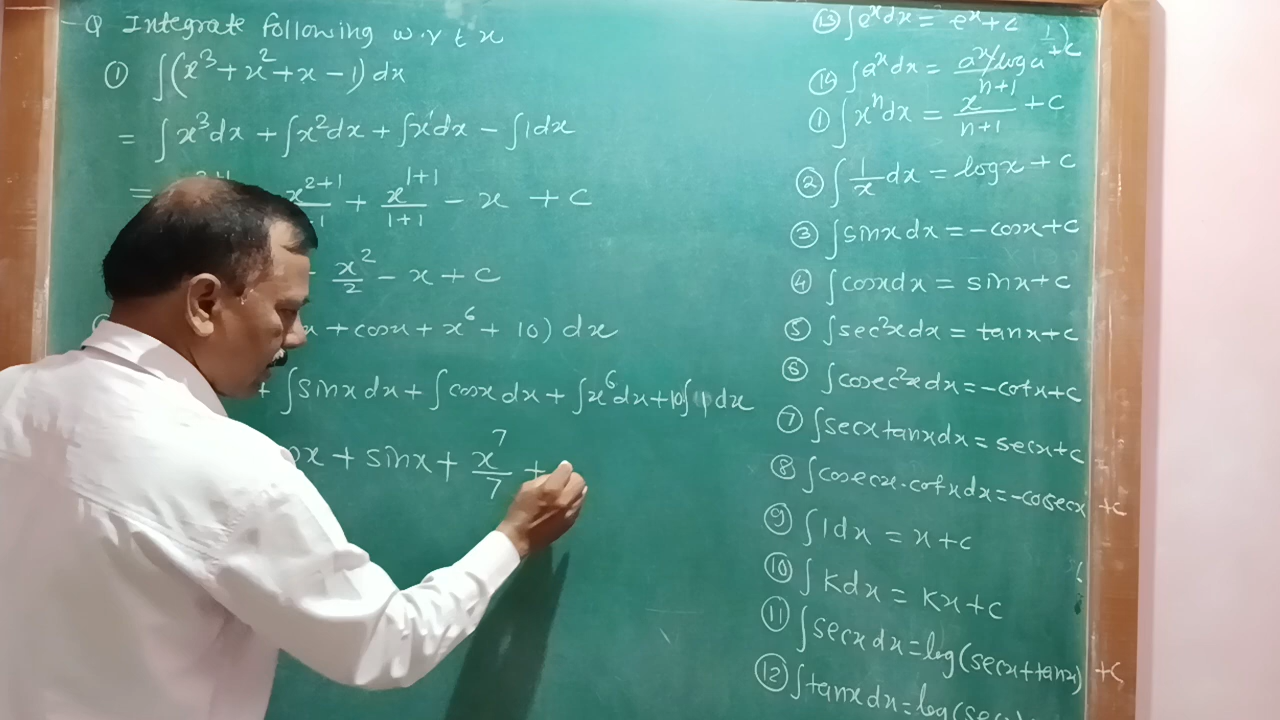 Q Integrate following w.r t x
① ∫(x³ + x² + x − 1) dx
= ∫x³dx + ∫x²dx + ∫x¹dx − ∫1dx
= x^(2+1) + x^(1+1)/(1+1) − x + c
x²/2 − x + c
+ cosx + x⁶ + 10) dx
+ ∫sinx dx + ∫cosx dx + ∫x⁶dx + 10∫1 dx
x + sinx + x⁷/7 +
⑬ ∫eˣdx = eˣ + c
⑭ ∫aˣdx = aˣ/log a + c
① ∫xⁿdx = x^(n+1)/(n+1) + c
② ∫1/x dx = logx + c
③ ∫sinx dx = −cosx + c
④ ∫cosx dx = sinx + c
⑤ ∫sec²x dx = tanx + c
⑥ ∫cosec²x dx = −cotx + c
⑦ ∫secx tanx dx = secx + c
⑧ ∫cosecx · cotx dx = −cosecx + c
⑨ ∫1dx = x + c
⑩ ∫Kdx = Kx + c
⑪ ∫secx dx = log(secx + tanx) + c
⑫ ∫tanx dx = log(secx)